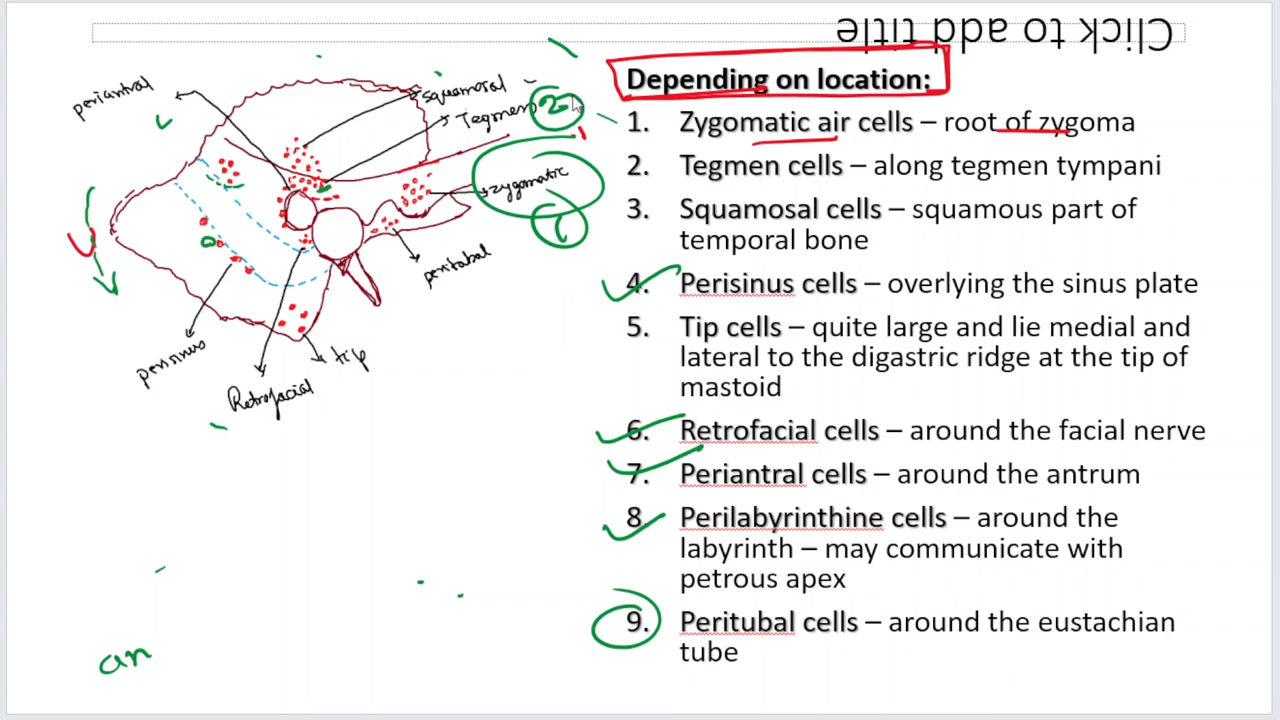 Click to add title
Depending on location:
1. Zygomatic air cells – root of zygoma
2. Tegmen cells – along tegmen tympani
3. Squamosal cells – squamous part of
temporal bone
4. Perisinus cells – overlying the sinus plate
5. Tip cells – quite large and lie medial and
lateral to the digastric ridge at the tip of
mastoid
6. Retrofacial cells – around the facial nerve
7. Periantral cells – around the antrum
8. Perilabyrinthine cells – around the
labyrinth – may communicate with
petrous apex
9. Peritubal cells – around the eustachian
tube
periantral
squamosal
Tegmen
zygomatic
peritubal
perisinus
Retrofacial
tip
an